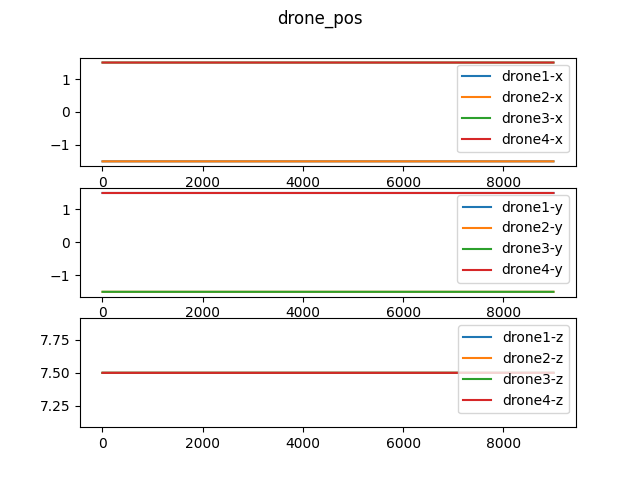 drone_pos
1
0
−1
drone1-x
drone2-x
drone3-x
drone4-x
0 2000 4000 6000 8000
1
0
−1
drone1-y
drone2-y
drone3-y
drone4-y
0 2000 4000 6000 8000
7.75
7.50
7.25
drone1-z
drone2-z
drone3-z
drone4-z
0 2000 4000 6000 8000